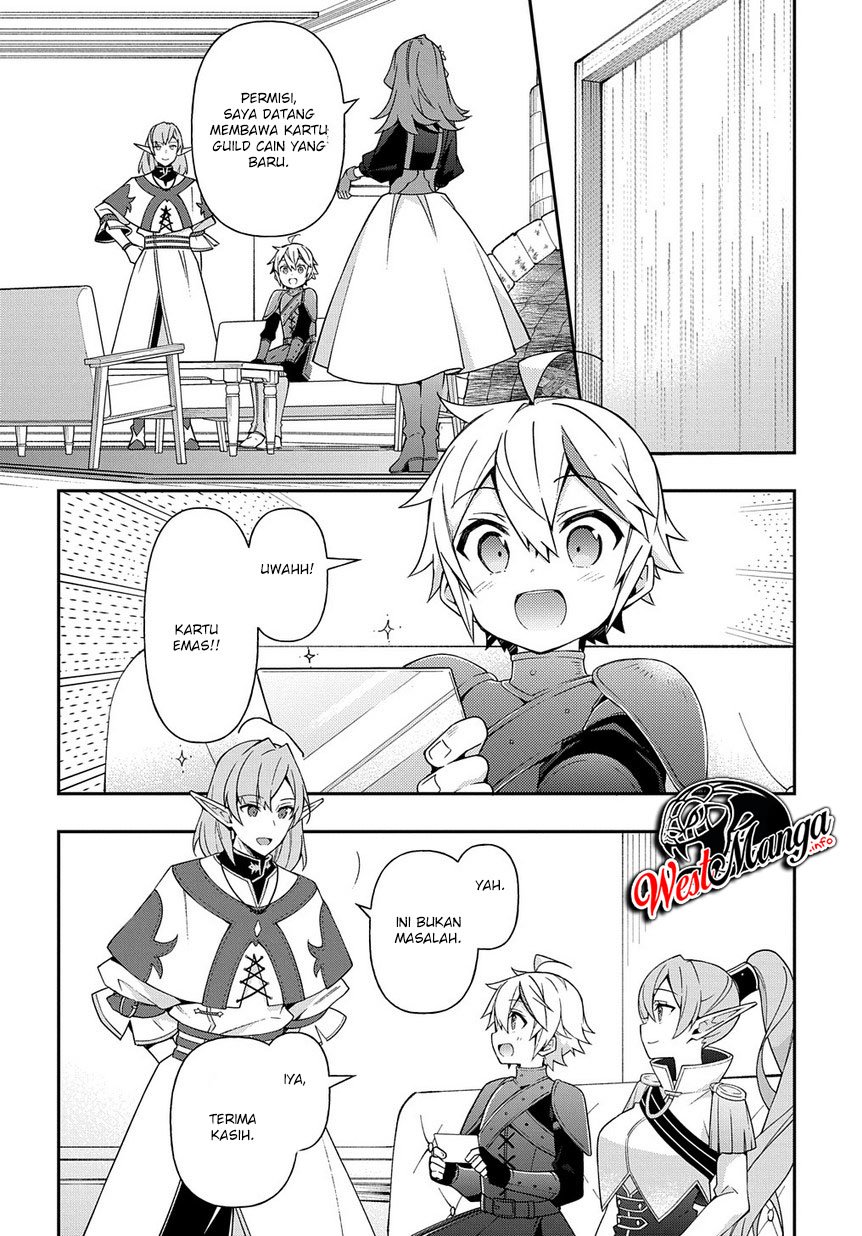 PERMISI,
SAYA DATANG
MEMBAWA KARTU
GUILD CAIN YANG
BARU.
UWAHH!
KARTU
EMAS!!
YAH.
INI BUKAN
MASALAH.
IYA,
TERIMA
KASIH.
WestManga
.info